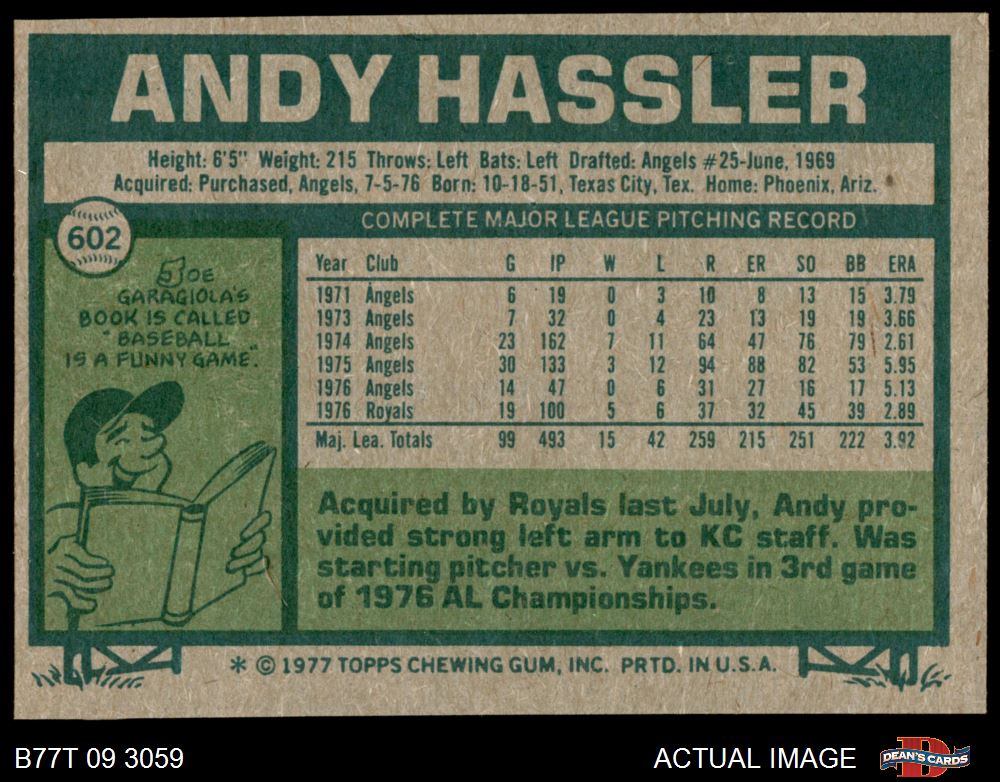 ANDY HASSLER
Height: 6'5" Weight: 215 Throws: Left Bats: Left Drafted: Angels #25-June, 1969
Acquired: Purchased, Angels, 7-5-76 Born: 10-18-51, Texas City, Tex. Home: Phoenix, Ariz.
602
COMPLETE MAJOR LEAGUE PITCHING RECORD
JOE
GARAGIOLA'S
BOOK IS CALLED
"BASEBALL
IS A FUNNY GAME".
Year Club G IP W L R ER SO BB ERA
1971 Angels 6 19 0 3 10 8 13 15 3.79
1973 Angels 7 32 0 4 23 13 19 19 3.66
1974 Angels 23 162 7 11 64 47 76 79 2.61
1975 Angels 30 133 3 12 94 88 82 53 5.95
1976 Angels 14 47 0 6 31 27 16 17 5.13
1976 Royals 19 100 5 6 37 32 45 39 2.89
Maj. Lea. Totals 99 493 15 42 259 215 251 222 3.92
Acquired by Royals last July, Andy pro-
vided strong left arm to KC staff. Was
starting pitcher vs. Yankees in 3rd game
of 1976 AL Championships.
* © 1977 TOPPS CHEWING GUM, INC. PRTD. IN U.S.A.
B77T 09 3059 ACTUAL IMAGE DEAN'S CARDS